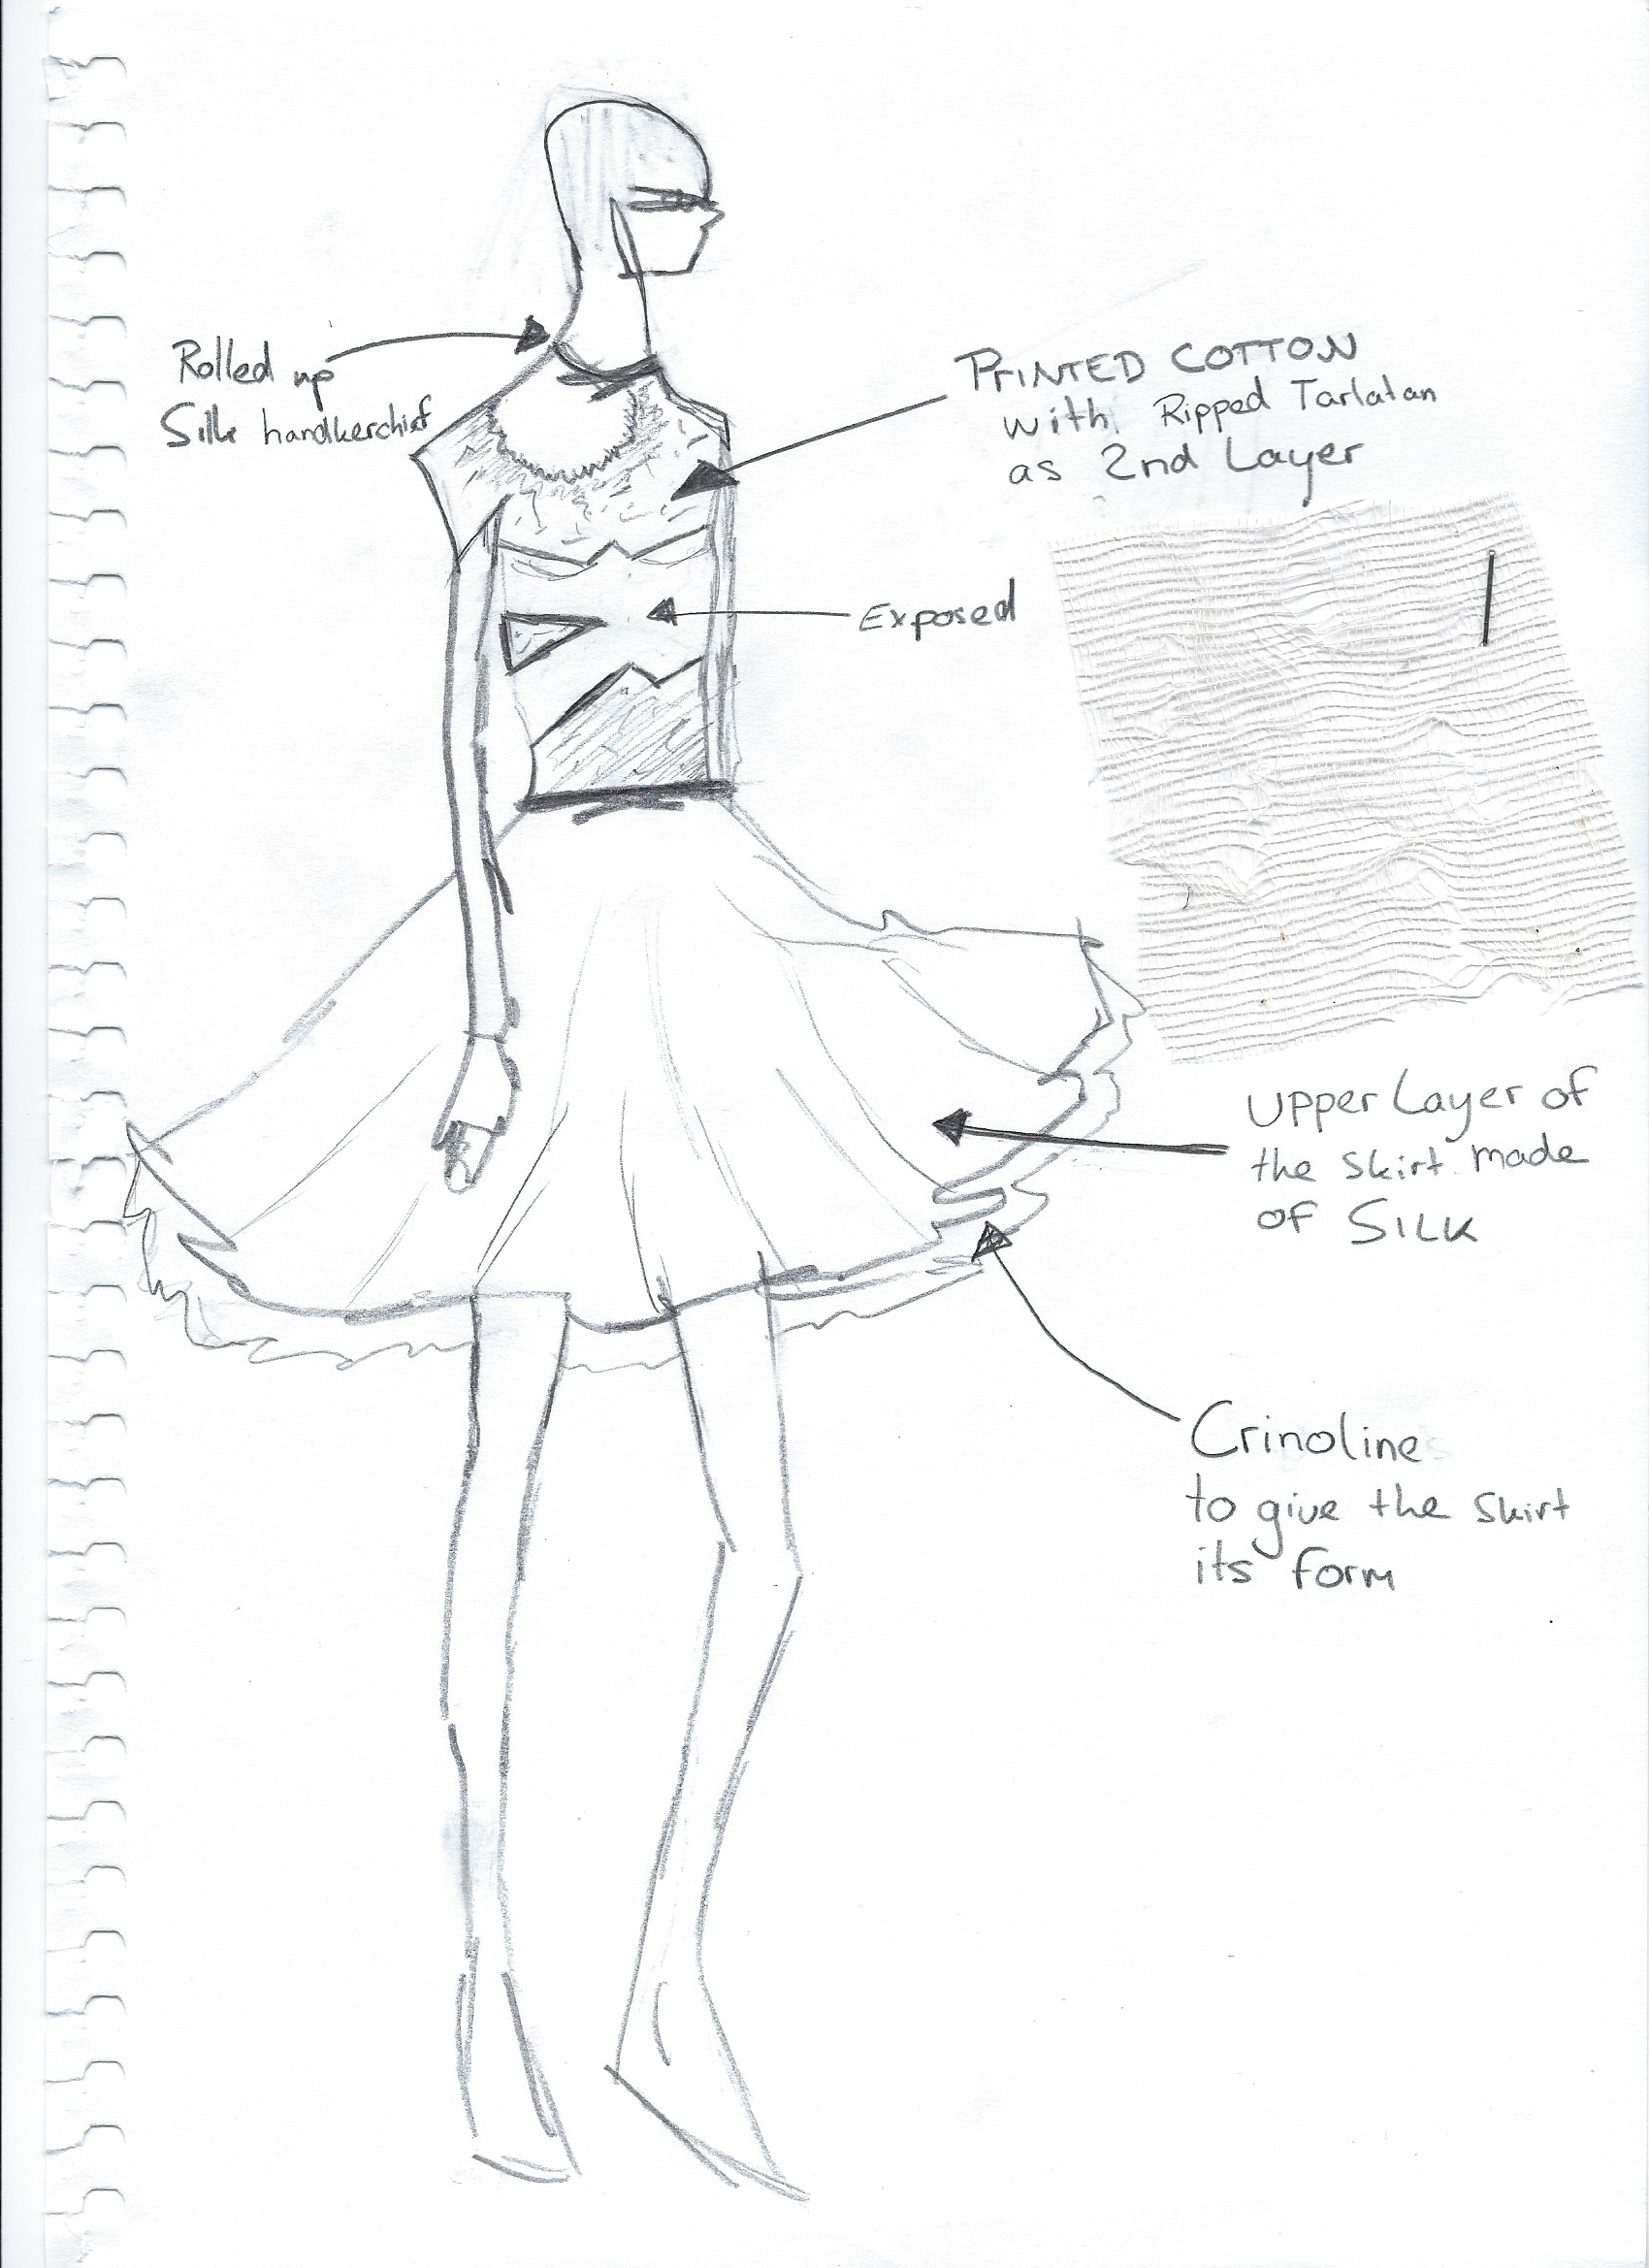 Rolled up
Silk handkerchief
PRINTED COTTON
with Ripped Tarlatan
as 2nd Layer
Exposed
Upper Layer of
the skirt made
of SILK
Crinoline
to give the skirt
its form